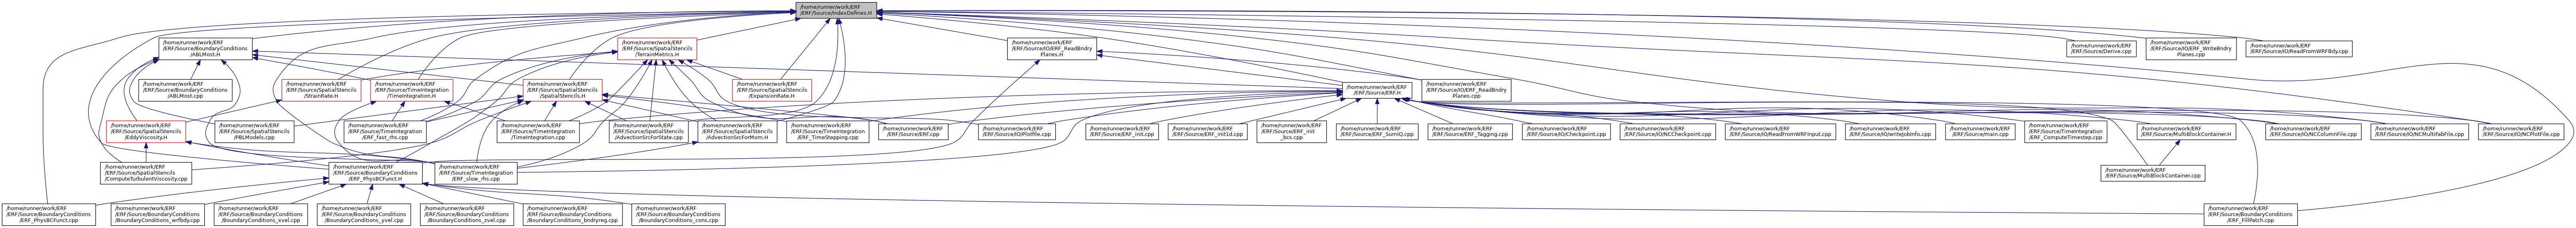 /home/runner/work/ERF
/ERF/Source/IndexDefines.H
/home/runner/work/ERF
/ERF/Source/BoundaryConditions
/ABLMost.H
/home/runner/work/ERF
/ERF/Source/SpatialStencils
/TerrainMetrics.H
/home/runner/work/ERF
/ERF/Source/IO/ERF_ReadBndry
Planes.H
/home/runner/work/ERF
/ERF/Source/Derive.cpp
/home/runner/work/ERF
/ERF/Source/IO/ERF_WriteBndry
Planes.cpp
/home/runner/work/ERF
/ERF/Source/IO/ReadFromWRFBdy.cpp
/home/runner/work/ERF
/ERF/Source/BoundaryConditions
/ABLMost.cpp
/home/runner/work/ERF
/ERF/Source/SpatialStencils
/StrainRate.H
/home/runner/work/ERF
/ERF/Source/TimeIntegration
/TimeIntegration.H
/home/runner/work/ERF
/ERF/Source/SpatialStencils
/SpatialStencils.H
/home/runner/work/ERF
/ERF/Source/SpatialStencils
/ExpansionRate.H
/home/runner/work/ERF
/ERF/Source/ERF.H
/home/runner/work/ERF
/ERF/Source/IO/ERF_ReadBndry
Planes.cpp
/home/runner/work/ERF
/ERF/Source/SpatialStencils
/EddyViscosity.H
/home/runner/work/ERF
/ERF/Source/SpatialStencils
/PBLModels.cpp
/home/runner/work/ERF
/ERF/Source/TimeIntegration
/ERF_fast_rhs.cpp
/home/runner/work/ERF
/ERF/Source/TimeIntegration
/TimeIntegration.cpp
/home/runner/work/ERF
/ERF/Source/SpatialStencils
/AdvectionSrcForState.cpp
/home/runner/work/ERF
/ERF/Source/SpatialStencils
/AdvectionSrcForMom.H
/home/runner/work/ERF
/ERF/Source/TimeIntegration
/ERF_TimeStepping.cpp
/home/runner/work/ERF
/ERF/Source/ERF.cpp
/home/runner/work/ERF
/ERF/Source/IO/Plotfile.cpp
/home/runner/work/ERF
/ERF/Source/ERF_init.cpp
/home/runner/work/ERF
/ERF/Source/ERF_init1d.cpp
/home/runner/work/ERF
/ERF/Source/ERF_init
_bcs.cpp
/home/runner/work/ERF
/ERF/Source/ERF_SumIQ.cpp
/home/runner/work/ERF
/ERF/Source/ERF_Tagging.cpp
/home/runner/work/ERF
/ERF/Source/IO/Checkpoint.cpp
/home/runner/work/ERF
/ERF/Source/IO/NCCheckpoint.cpp
/home/runner/work/ERF
/ERF/Source/IO/ReadFromWRFInput.cpp
/home/runner/work/ERF
/ERF/Source/IO/writeJobInfo.cpp
/home/runner/work/ERF
/ERF/Source/main.cpp
/home/runner/work/ERF
/ERF/Source/TimeIntegration
/ERF_ComputeTimestep.cpp
/home/runner/work/ERF
/ERF/Source/MultiBlockContainer.H
/home/runner/work/ERF
/ERF/Source/IO/NCColumnFile.cpp
/home/runner/work/ERF
/ERF/Source/IO/NCMultiFabFile.cpp
/home/runner/work/ERF
/ERF/Source/IO/NCPlotFile.cpp
/home/runner/work/ERF
/ERF/Source/SpatialStencils
/ComputeTurbulentViscosity.cpp
/home/runner/work/ERF
/ERF/Source/BoundaryConditions
/ERF_PhysBCFunct.H
/home/runner/work/ERF
/ERF/Source/TimeIntegration
/ERF_slow_rhs.cpp
/home/runner/work/ERF
/ERF/Source/MultiBlockContainer.cpp
/home/runner/work/ERF
/ERF/Source/BoundaryConditions
/ERF_PhysBCFunct.cpp
/home/runner/work/ERF
/ERF/Source/BoundaryConditions
/BoundaryConditions_wrfbdy.cpp
/home/runner/work/ERF
/ERF/Source/BoundaryConditions
/BoundaryConditions_xvel.cpp
/home/runner/work/ERF
/ERF/Source/BoundaryConditions
/BoundaryConditions_yvel.cpp
/home/runner/work/ERF
/ERF/Source/BoundaryConditions
/BoundaryConditions_zvel.cpp
/home/runner/work/ERF
/ERF/Source/BoundaryConditions
/BoundaryConditions_bndryreg.cpp
/home/runner/work/ERF
/ERF/Source/BoundaryConditions
/BoundaryConditions_cons.cpp
/home/runner/work/ERF
/ERF/Source/BoundaryConditions
/ERF_FillPatch.cpp